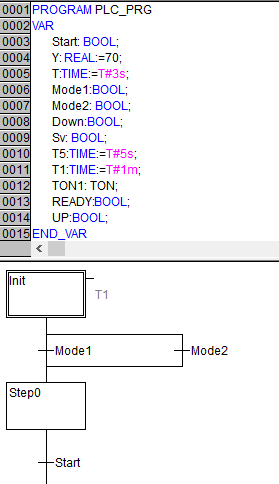 0001 PROGRAM PLC_PRG
0002 VAR
0003 Start: BOOL;
0004 Y: REAL:=70;
0005 T:TIME:=T#3s;
0006 Mode1:BOOL;
0007 Mode2: BOOL;
0008 Down:BOOL;
0009 Sv: BOOL;
0010 T5:TIME:=T#5s;
0011 T1:TIME:=T#1m;
0012 TON1: TON;
0013 READY:BOOL;
0014 UP:BOOL;
0015 END_VAR
Init
T1
Mode1 Mode2
Step0
Start